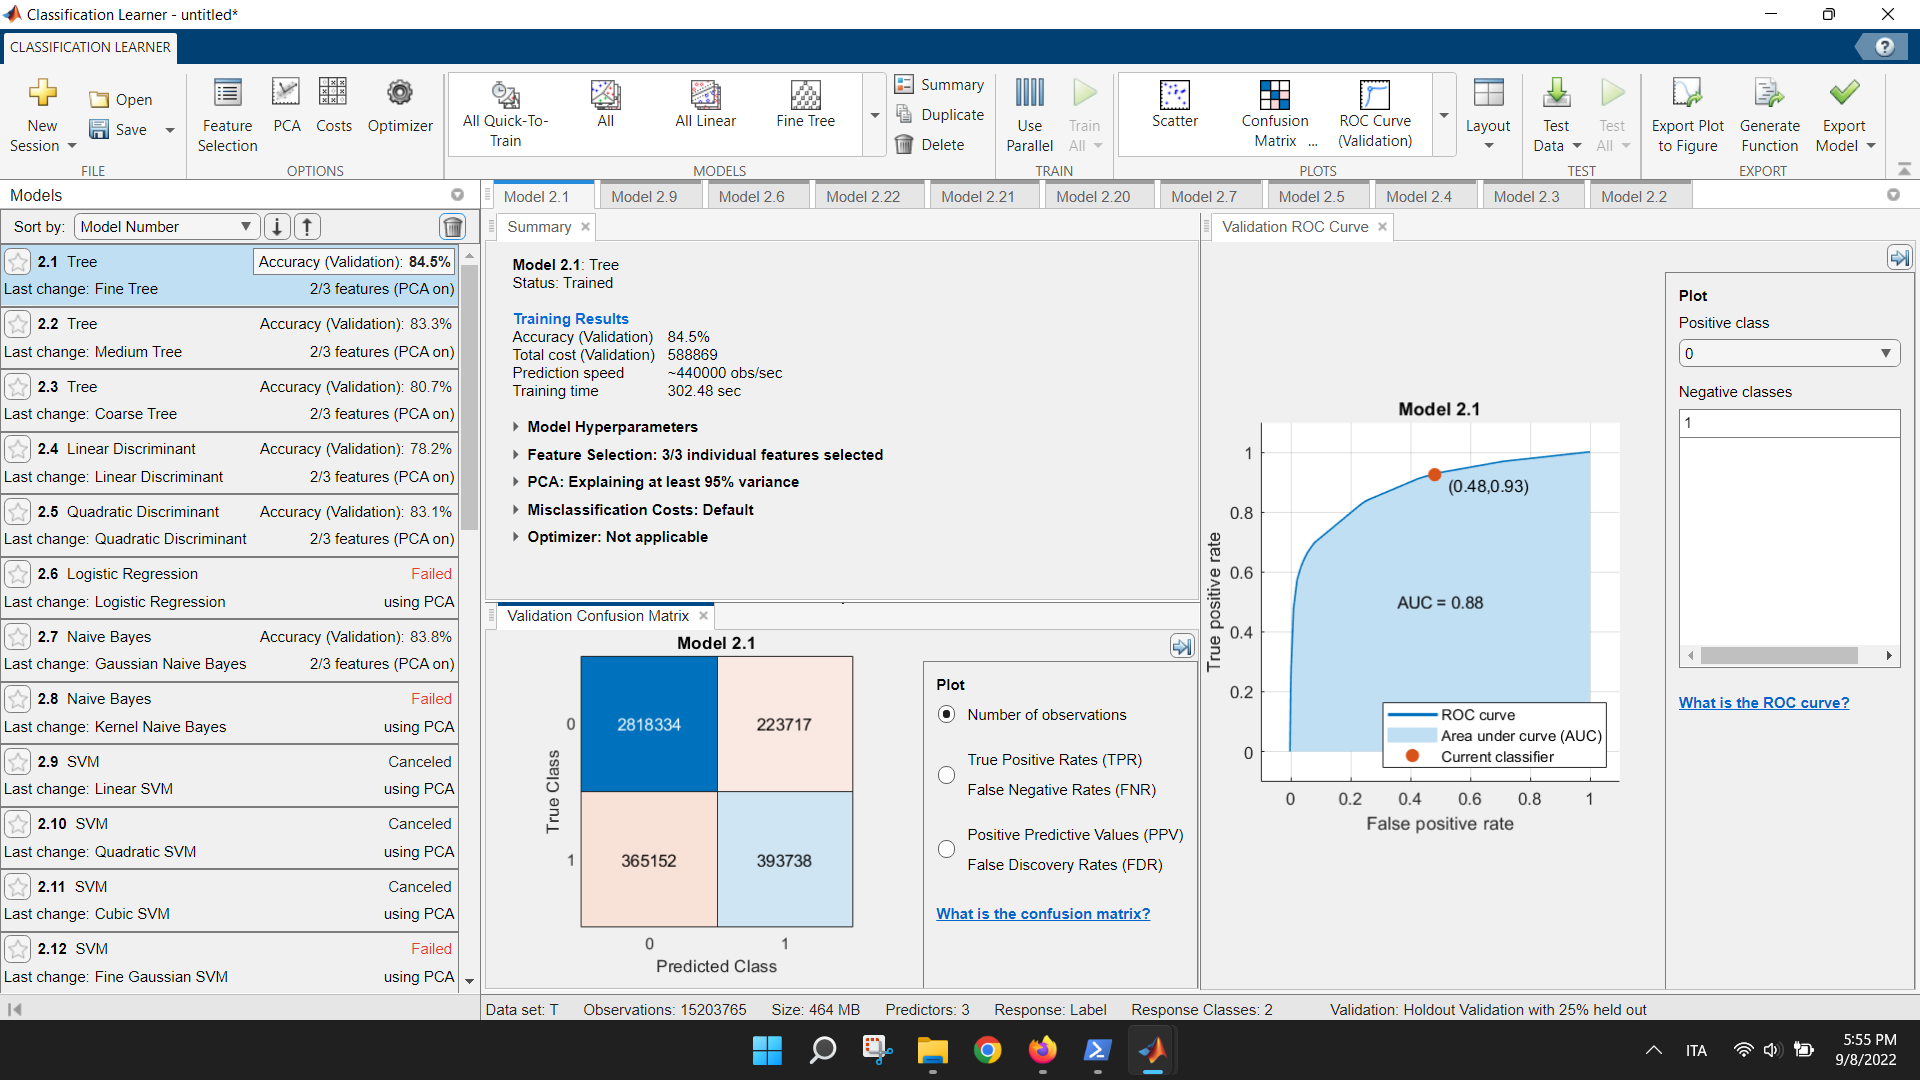 Classification Learner - untitled*
CLASSIFICATION LEARNER
New Session
Open
Save
FILE
Feature Selection
PCA
Costs
Optimizer
OPTIONS
All Quick-To-Train
All
All Linear
Fine Tree
Summary
Duplicate
Delete
MODELS
Use Parallel
Train All
TRAIN
Scatter
Confusion Matrix ...
ROC Curve (Validation)
PLOTS
Layout
Test Data
Test All
TEST
Export Plot to Figure
Generate Function
Export Model
EXPORT
Models
Sort by: Model Number
2.1 Tree Accuracy (Validation): 84.5%
Last change: Fine Tree 2/3 features (PCA on)
2.2 Tree Accuracy (Validation): 83.3%
Last change: Medium Tree 2/3 features (PCA on)
2.3 Tree Accuracy (Validation): 80.7%
Last change: Coarse Tree 2/3 features (PCA on)
2.4 Linear Discriminant Accuracy (Validation): 78.2%
Last change: Linear Discriminant 2/3 features (PCA on)
2.5 Quadratic Discriminant Accuracy (Validation): 83.1%
Last change: Quadratic Discriminant 2/3 features (PCA on)
2.6 Logistic Regression Failed
Last change: Logistic Regression using PCA
2.7 Naive Bayes Accuracy (Validation): 83.8%
Last change: Gaussian Naive Bayes 2/3 features (PCA on)
2.8 Naive Bayes Failed
Last change: Kernel Naive Bayes using PCA
2.9 SVM Canceled
Last change: Linear SVM using PCA
2.10 SVM Canceled
Last change: Quadratic SVM using PCA
2.11 SVM Canceled
Last change: Cubic SVM using PCA
2.12 SVM Failed
Last change: Fine Gaussian SVM using PCA
Model 2.1 Model 2.9 Model 2.6 Model 2.22 Model 2.21 Model 2.20 Model 2.7 Model 2.5 Model 2.4 Model 2.3 Model 2.2
Summary
Model 2.1: Tree
Status: Trained
Training Results
Accuracy (Validation) 84.5%
Total cost (Validation) 588869
Prediction speed ~440000 obs/sec
Training time 302.48 sec
Model Hyperparameters
Feature Selection: 3/3 individual features selected
PCA: Explaining at least 95% variance
Misclassification Costs: Default
Optimizer: Not applicable
Validation Confusion Matrix
Model 2.1
True Class
0 2818334 223717
1 365152 393738
0 1
Predicted Class
Plot
Number of observations
True Positive Rates (TPR)
False Negative Rates (FNR)
Positive Predictive Values (PPV)
False Discovery Rates (FDR)
What is the confusion matrix?
Validation ROC Curve
Model 2.1
True positive rate
1
0.8
0.6
0.4
0.2
0
(0.48,0.93)
AUC = 0.88
ROC curve
Area under curve (AUC)
Current classifier
0 0.2 0.4 0.6 0.8 1
False positive rate
Plot
Positive class
0
Negative classes
1
What is the ROC curve?
Data set: T Observations: 15203765 Size: 464 MB Predictors: 3 Response: Label Response Classes: 2 Validation: Holdout Validation with 25% held out
ITA
5:55 PM
9/8/2022